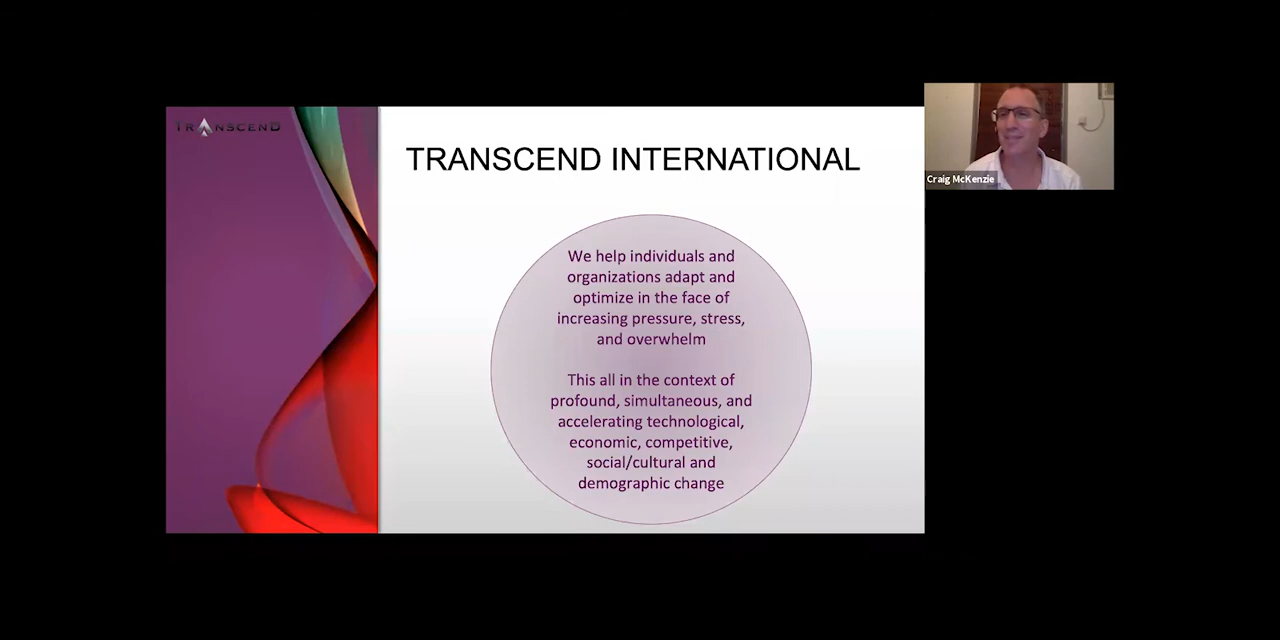 TRANSCEND
TRANSCEND INTERNATIONAL
We help individuals and
organizations adapt and
optimize in the face of
increasing pressure, stress,
and overwhelm
This all in the context of
profound, simultaneous, and
accelerating technological,
economic, competitive,
social/cultural and
demographic change
Craig McKenzie